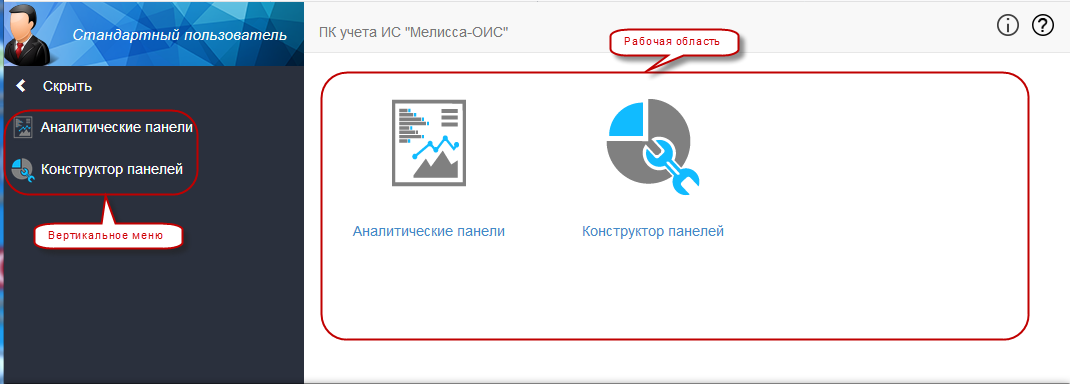 Стандартный пользователь
ПК учета ИС "Мелисса-ОИС"
Рабочая область
Скрыть
Аналитические панели
Конструктор панелей
Вертикальное меню
Аналитические панели
Конструктор панелей